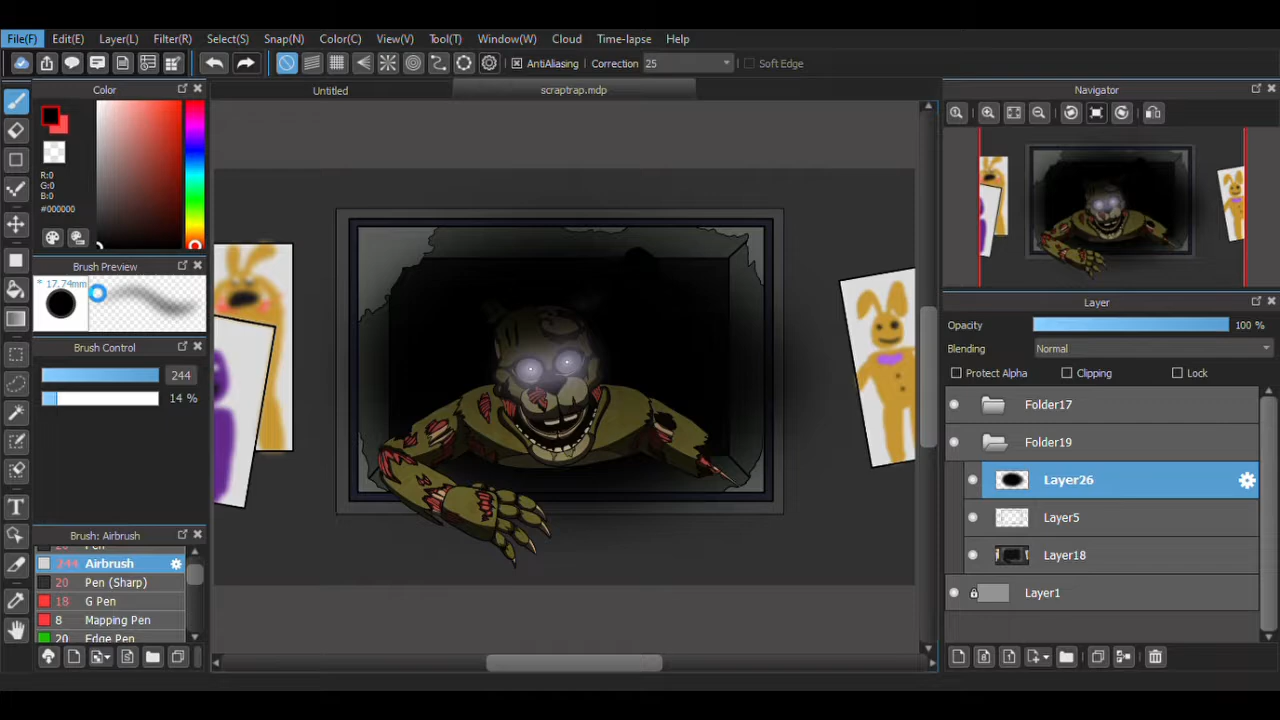 File(F) Edit(E) Layer(L) Filter(R) Select(S) Snap(N) Color(C) View(V) Tool(T) Window(W) Cloud Time-lapse Help
AntiAliasing Correction 25 Soft Edge
Color
Untitled scraptrap.mdp
Navigator
R:0
G:0
B:0
#000000
Brush Preview
* 17.74mm
Layer
Opacity 100 %
Brush Control
Blending Normal
244
Protect Alpha Clipping Lock
14 %
Folder17
Folder19
Layer26
Layer5
Brush: Airbrush
Pen
244 Airbrush
Layer18
20 Pen (Sharp)
18 G Pen
Layer1
8 Mapping Pen
20 Edge Pen